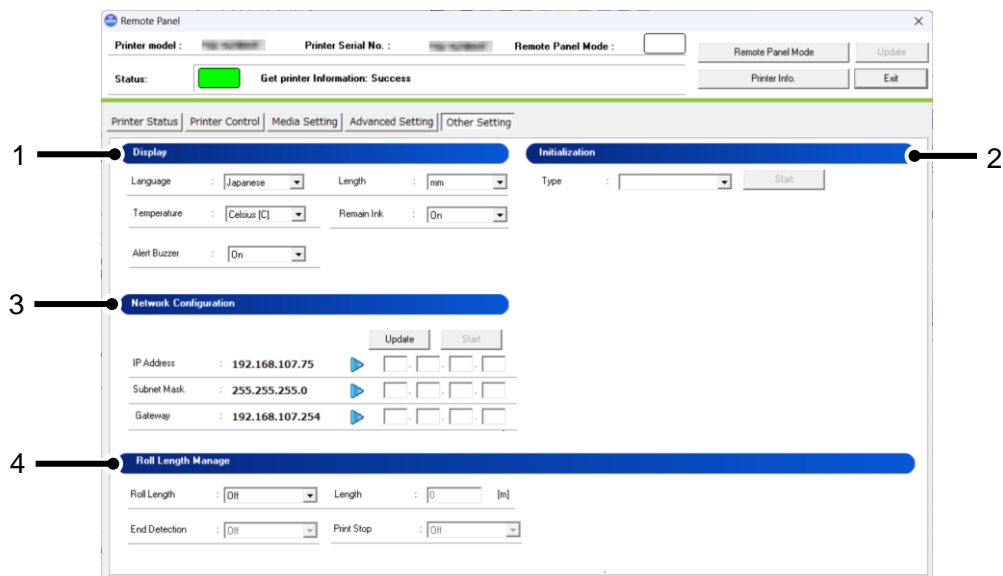 Remote Panel
Printer model : Printer Serial No. : Remote Panel Mode : Remote Panel Mode Update
Status: Get printer Information: Success Printer Info. Exit
Printer Status Printer Control Media Setting Advanced Setting Other Setting
1 Display Initialization 2
Language : Japanese Length : mm Type : Start
Temperature : Celsius [C] Remain Ink : On
Alert Buzzer : On
3 Network Configuration
Update Start
IP Address : 192.168.107.75 . . .
Subnet Mask : 255.255.255.0 . . .
Gateway : 192.168.107.254 . . .
4 Roll Length Manage
Roll Length : Off Length : 0 [m]
End Detection : Off Print Stop : Off